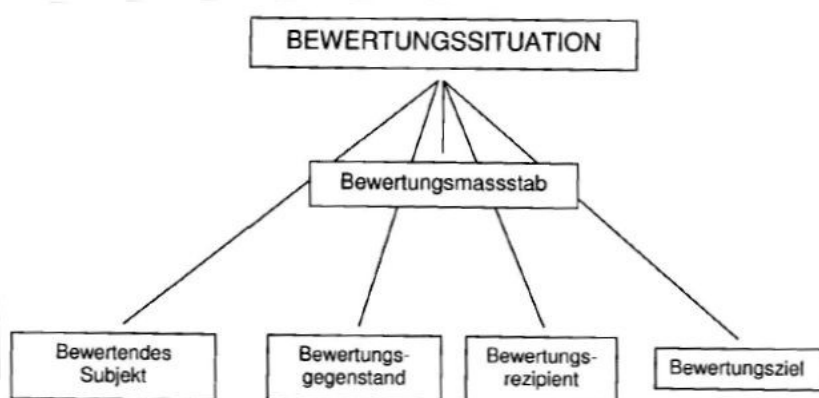 BEWERTUNGSSITUATION
Bewertungsmassstab
Bewertendes
Subjekt
Bewertungs-
gegenstand
Bewertungs-
rezipient
Bewertungsziel